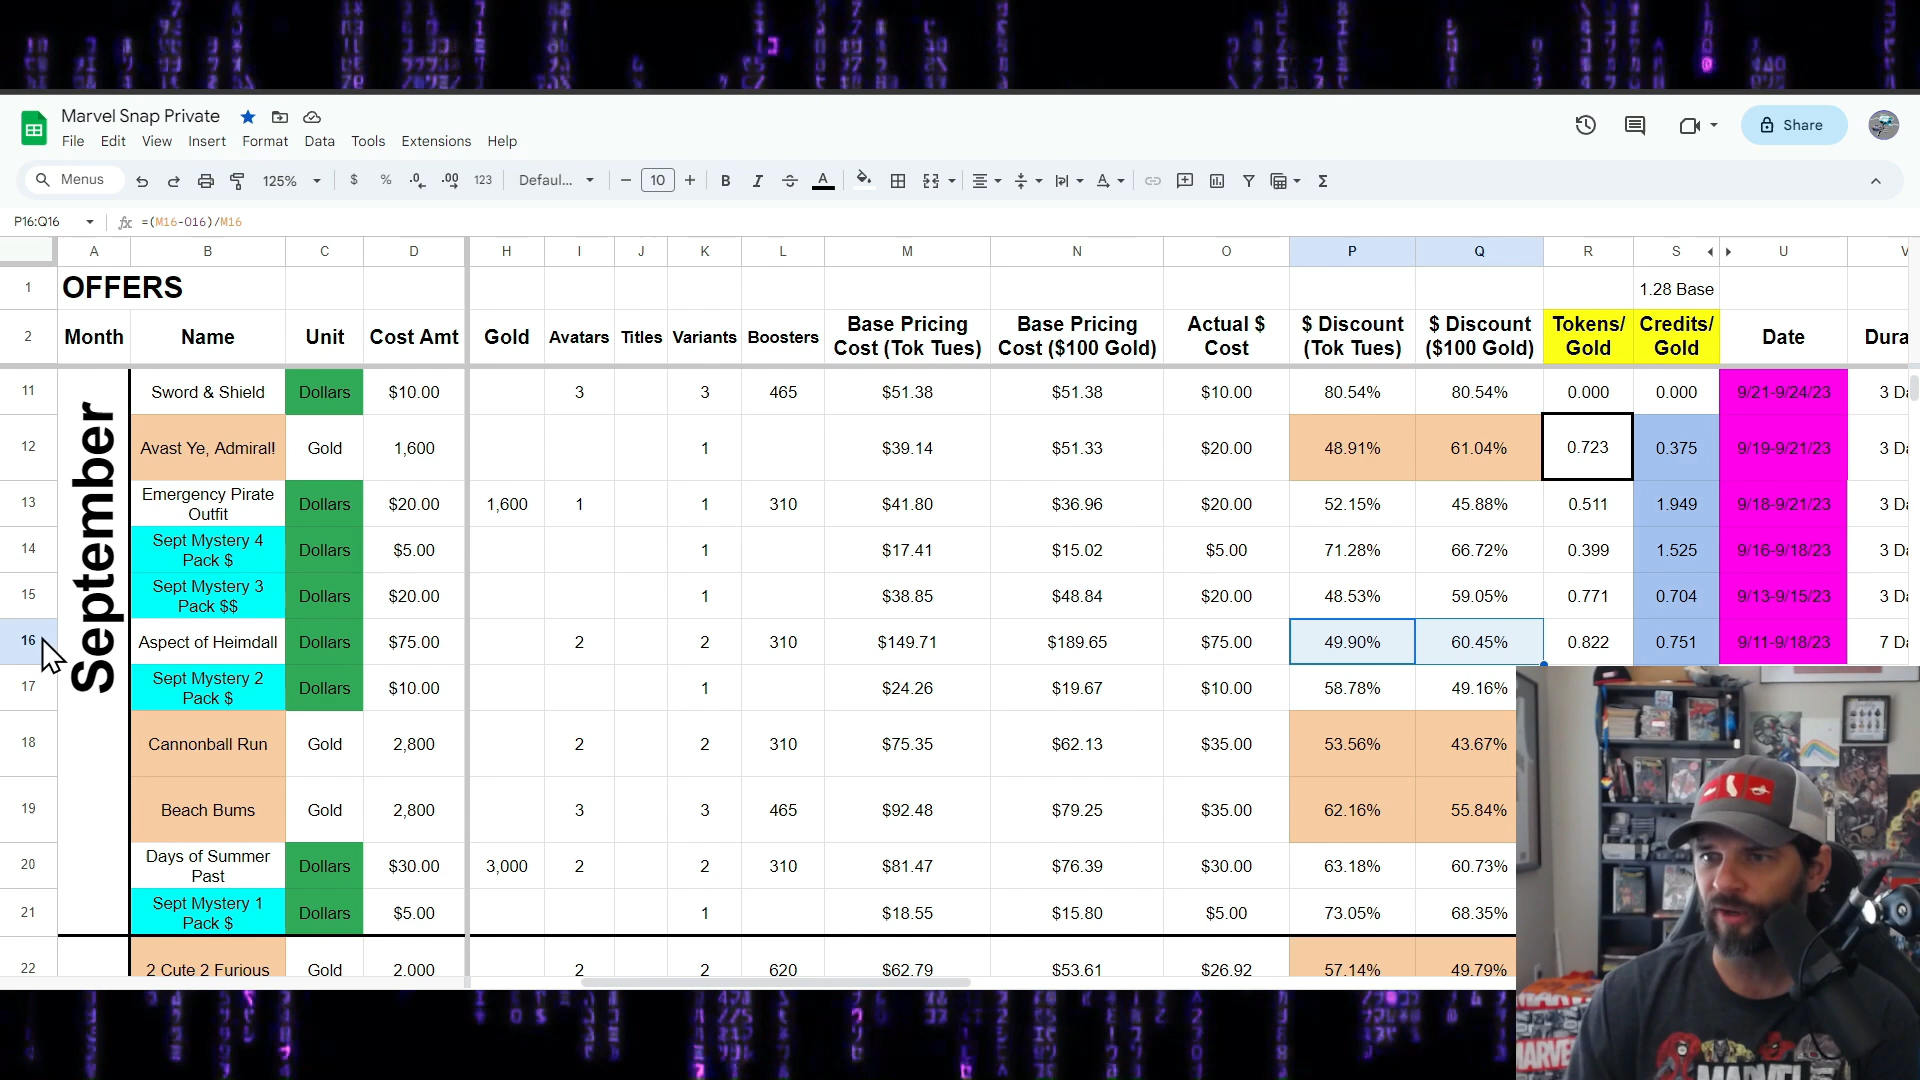 Marvel Snap Private
File Edit View Insert Format Data Tools Extensions Help
Share
Menus 125% $ % .0 .00 123 Defaul... 10 B I A Σ
P16:Q16 fx =(M16-O16)/M16
A B C D H I J K L M N O P Q R S U V
1 OFFERS 1.28 Base
2 Month Name Unit Cost Amt Gold Avatars Titles Variants Boosters Base Pricing Cost (Tok Tues) Base Pricing Cost ($100 Gold) Actual $ Cost $ Discount (Tok Tues) $ Discount ($100 Gold) Tokens/ Gold Credits/ Gold Date Dura
September
11 Sword & Shield Dollars $10.00 3 3 465 $51.38 $51.38 $10.00 80.54% 80.54% 0.000 0.000 9/21-9/24/23 3 Da
12 Avast Ye, Admiral! Gold 1,600 1 $39.14 $51.33 $20.00 48.91% 61.04% 0.723 0.375 9/19-9/21/23 3 Da
13 Emergency Pirate Outfit Dollars $20.00 1,600 1 1 310 $41.80 $36.96 $20.00 52.15% 45.88% 0.511 1.949 9/18-9/21/23 3 Da
14 Sept Mystery 4 Pack $ Dollars $5.00 1 $17.41 $15.02 $5.00 71.28% 66.72% 0.399 1.525 9/16-9/18/23 3 Da
15 Sept Mystery 3 Pack $$ Dollars $20.00 1 $38.85 $48.84 $20.00 48.53% 59.05% 0.771 0.704 9/13-9/15/23 3 Da
16 Aspect of Heimdall Dollars $75.00 2 2 310 $149.71 $189.65 $75.00 49.90% 60.45% 0.822 0.751 9/11-9/18/23 7 Da
17 Sept Mystery 2 Pack $ Dollars $10.00 1 $24.26 $19.67 $10.00 58.78% 49.16%
18 Cannonball Run Gold 2,800 2 2 310 $75.35 $62.13 $35.00 53.56% 43.67%
19 Beach Bums Gold 2,800 3 3 465 $92.48 $79.25 $35.00 62.16% 55.84%
20 Days of Summer Past Dollars $30.00 3,000 2 2 310 $81.47 $76.39 $30.00 63.18% 60.73%
21 Sept Mystery 1 Pack $ Dollars $5.00 1 $18.55 $15.80 $5.00 73.05% 68.35%
22 2 Cute 2 Furious Gold 2,000 2 2 620 $62.79 $53.61 $26.92 57.14% 49.79%